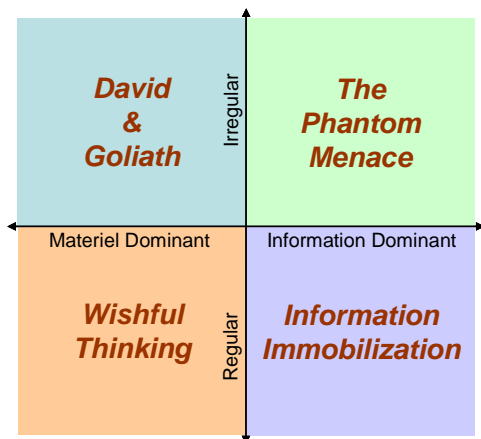 David
&
Goliath
Irregular
The
Phantom
Menace
Materiel Dominant
Information Dominant
Wishful
Thinking
Regular
Information
Immobilization